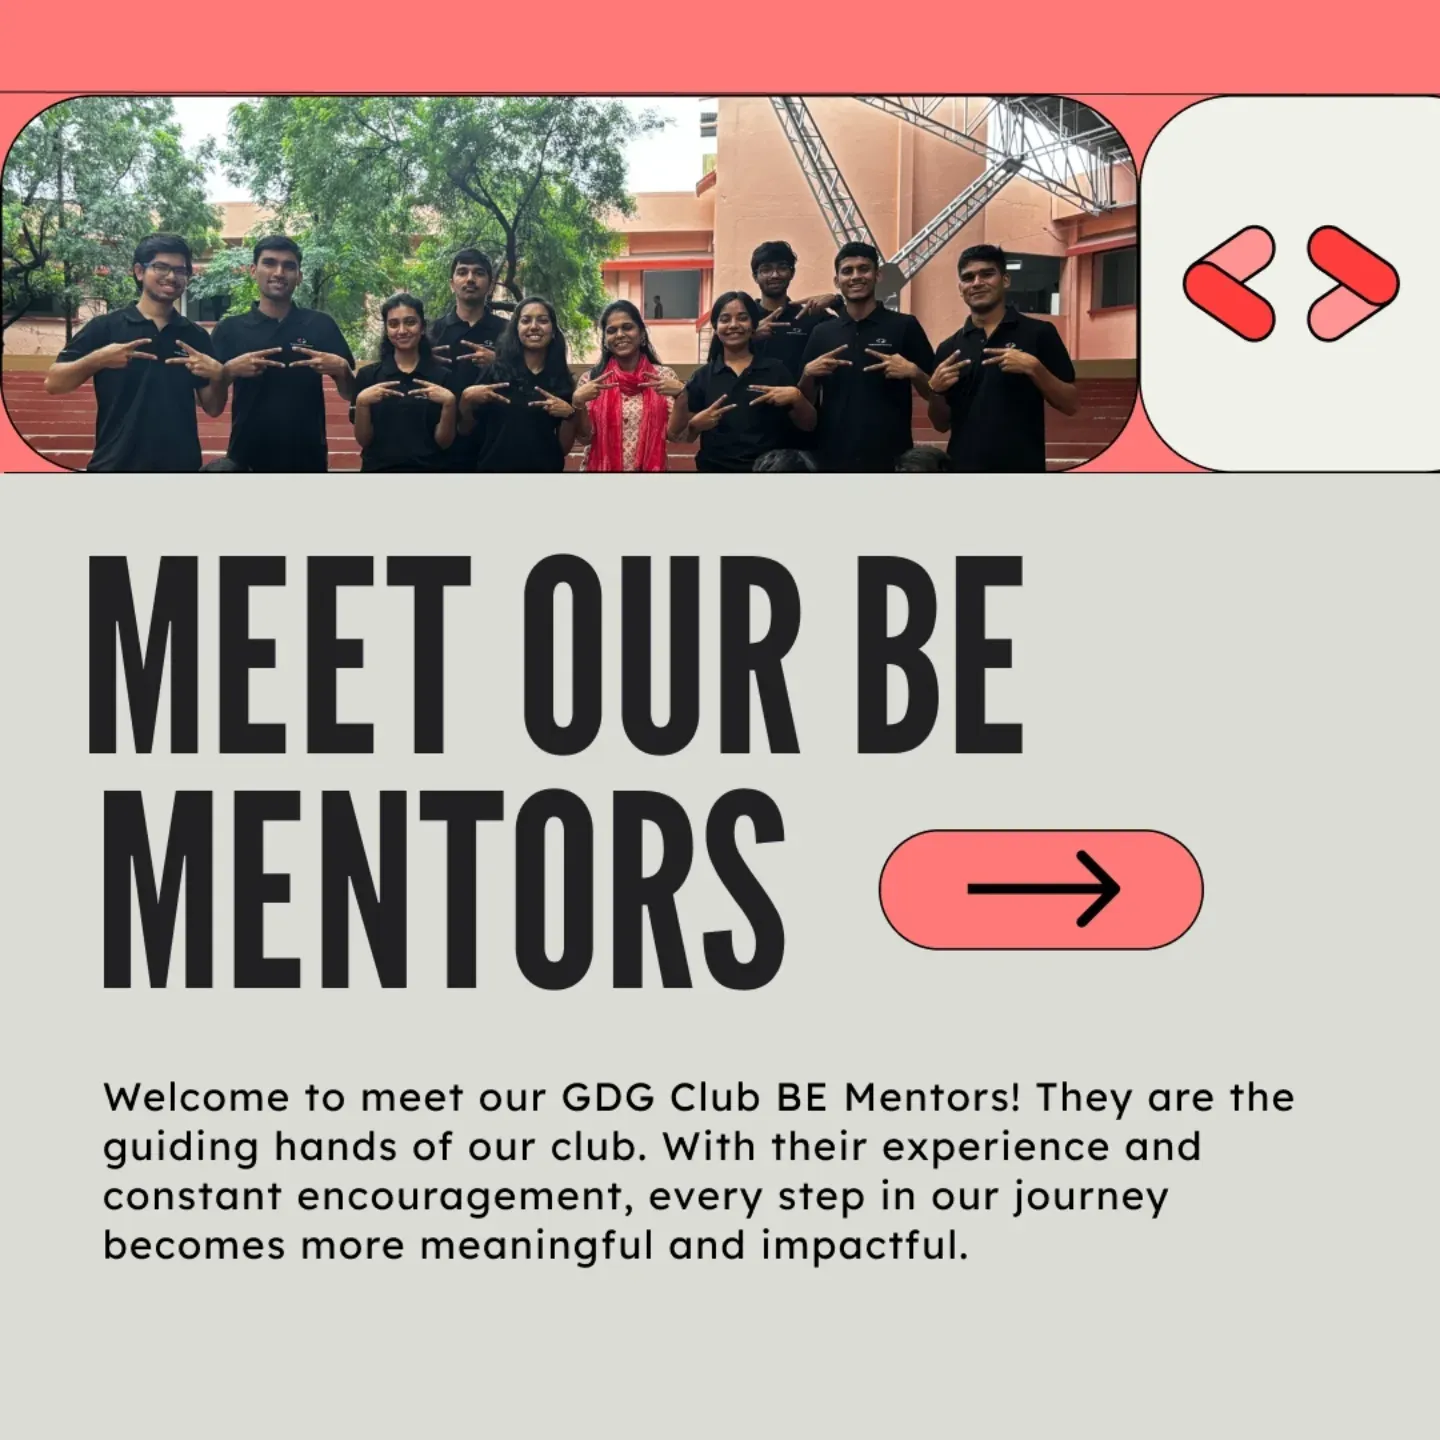 MEET OUR BE
MENTORS
Welcome to meet our GDG Club BE Mentors! They are the
guiding hands of our club. With their experience and
constant encouragement, every step in our journey
becomes more meaningful and impactful.